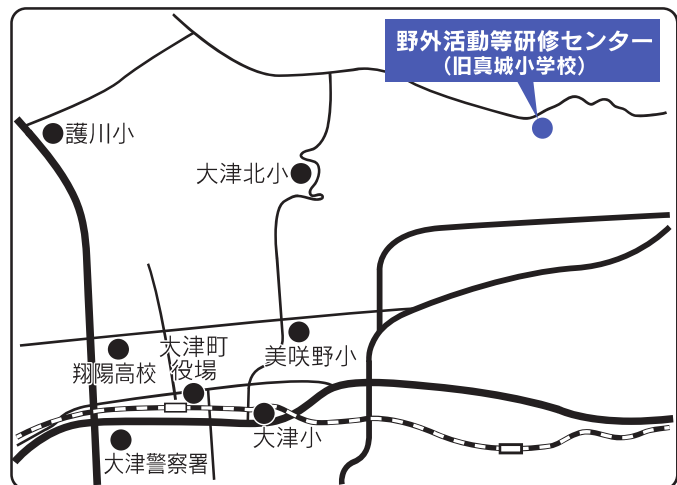 野外活動等研修センター
（旧真城小学校）
護川小
大津北小
大津町
役場
美咲野小
翔陽高校
大津小
大津警察署